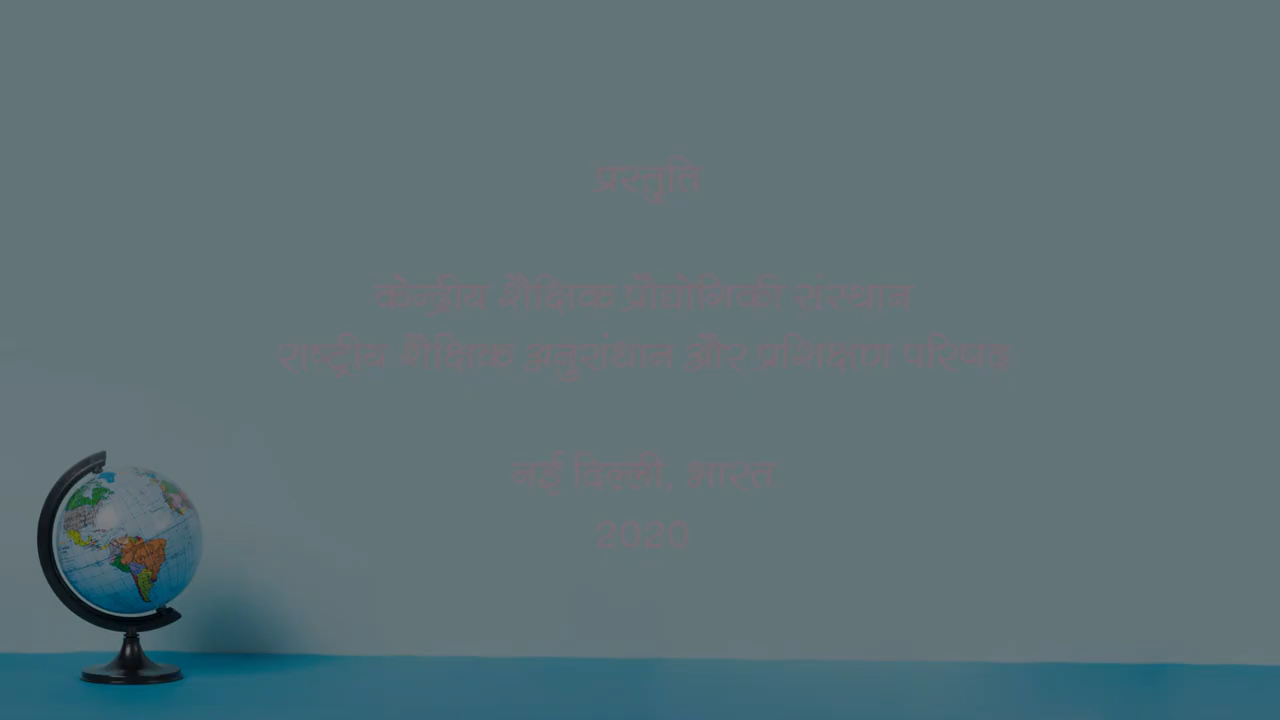 प्रस्तुति
केन्द्रीय शैक्षिक प्रौद्योगिकी संस्थान
राष्ट्रीय शैक्षिक अनुसंधान और प्रशिक्षण परिषद
नई दिल्ली, भारत
2020